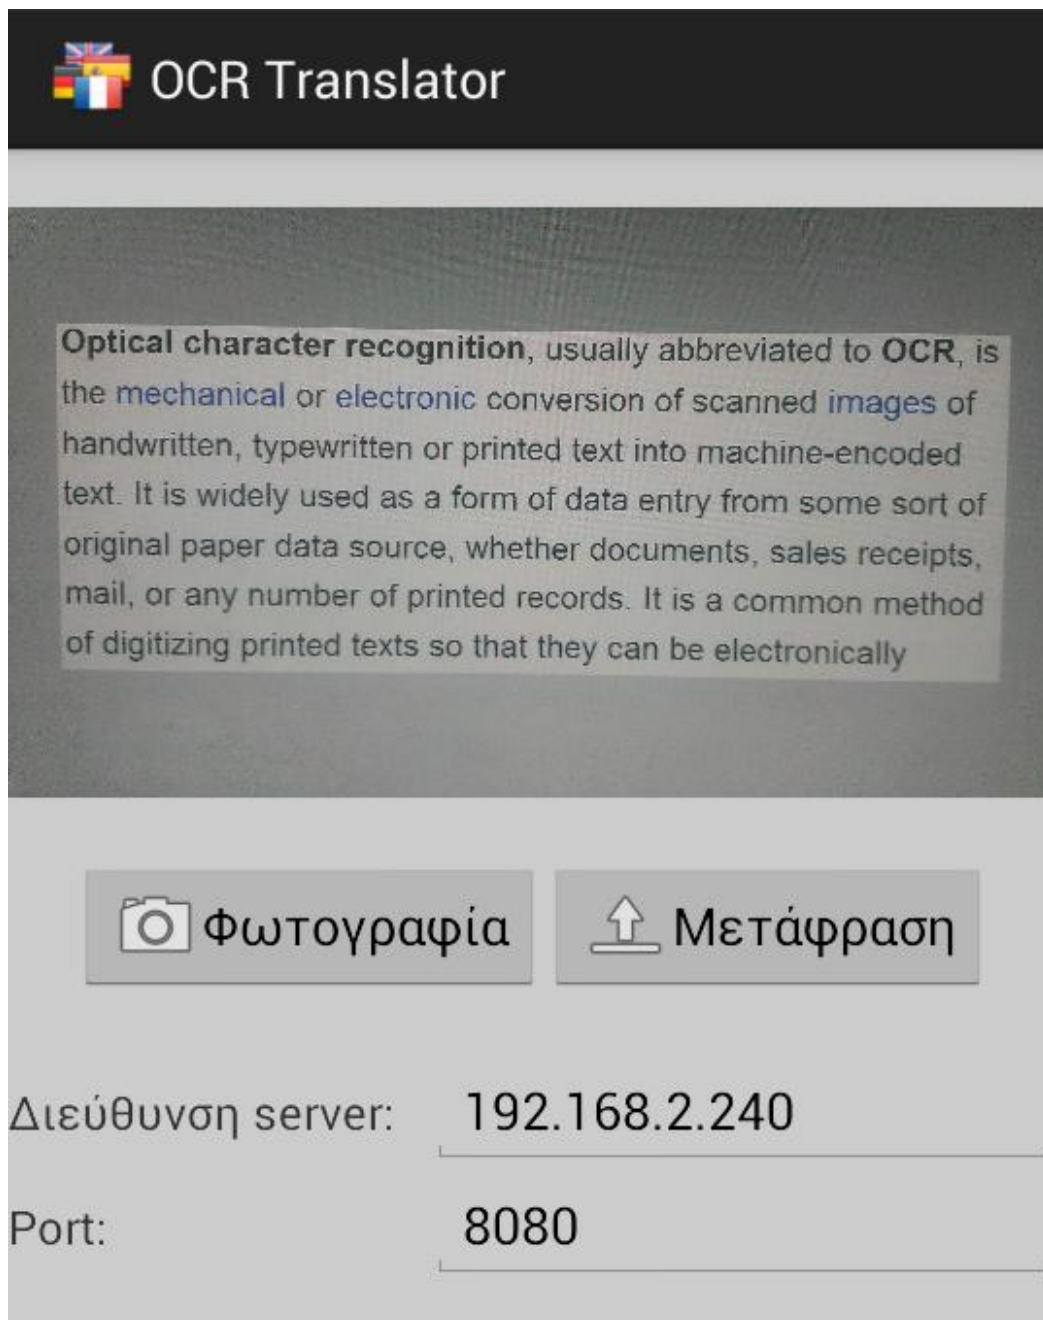 OCR Translator
Optical character recognition, usually abbreviated to OCR, is
the mechanical or electronic conversion of scanned images of
handwritten, typewritten or printed text into machine-encoded
text. It is widely used as a form of data entry from some sort of
original paper data source, whether documents, sales receipts,
mail, or any number of printed records. It is a common method
of digitizing printed texts so that they can be electronically
Φωτογραφία Μετάφραση
Διεύθυνση server: 192.168.2.240
Port: 8080